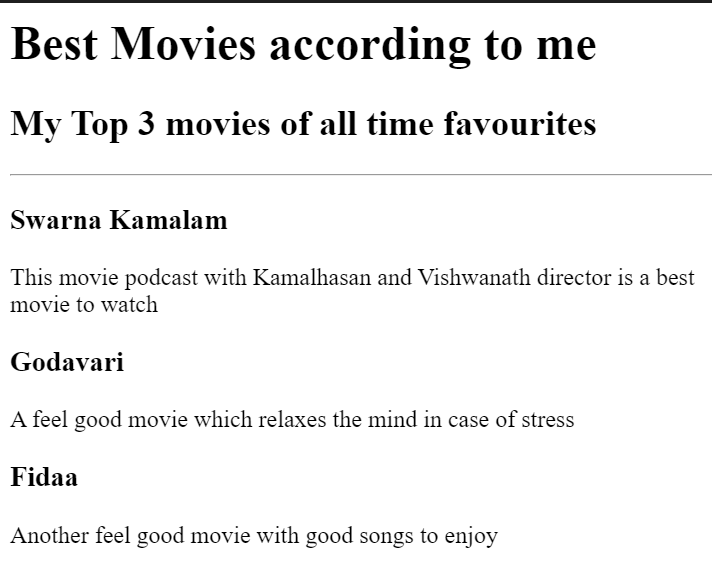 Best Movies according to me
My Top 3 movies of all time favourites
Swarna Kamalam
This movie podcast with Kamalhasan and Vishwanath director is a best
movie to watch
Godavari
A feel good movie which relaxes the mind in case of stress
Fidaa
Another feel good movie with good songs to enjoy